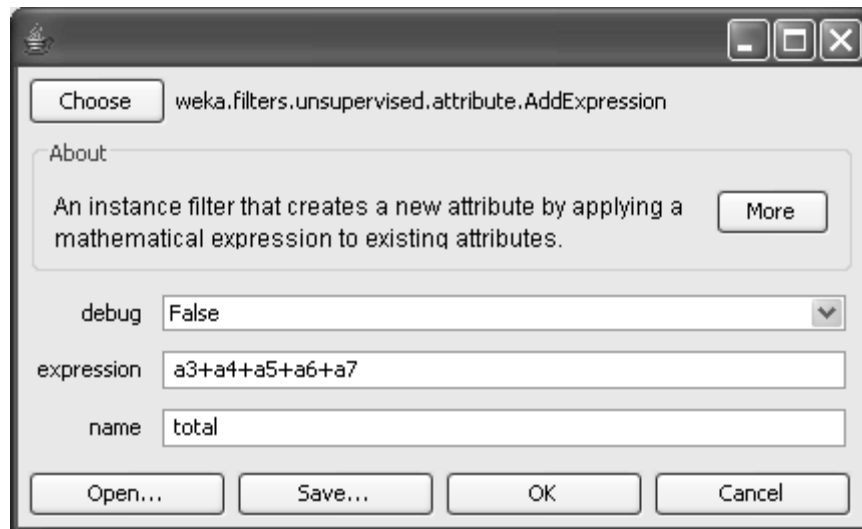 Choose weka.filters.unsupervised.attribute.AddExpression
About
An instance filter that creates a new attribute by applying a
mathematical expression to existing attributes.
More
debug False
expression a3+a4+a5+a6+a7
name total
Open... Save... OK Cancel